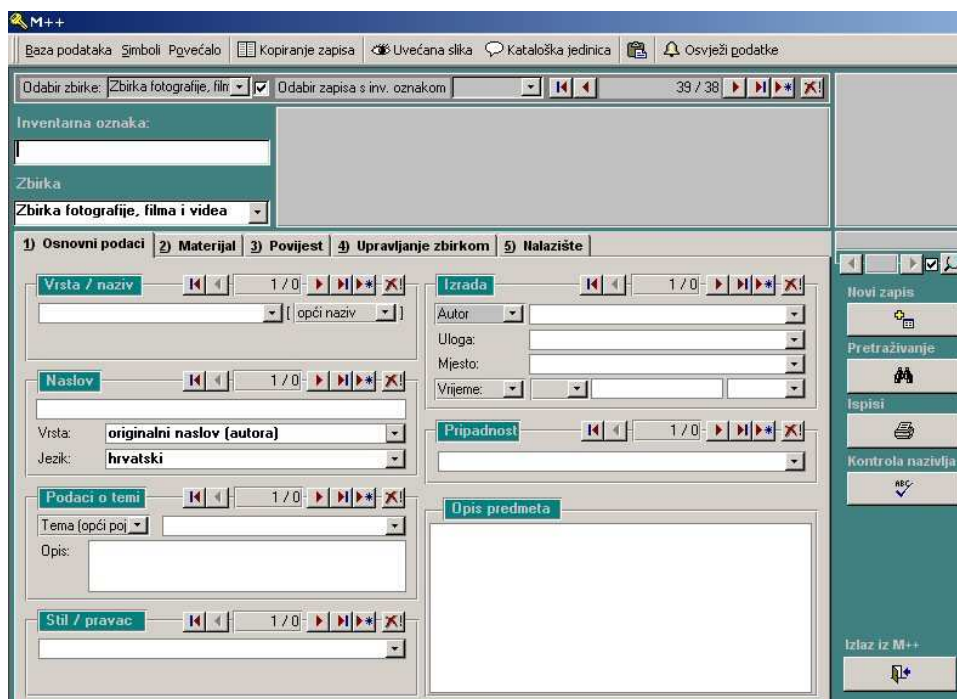 M++
Baza podataka Simboli Povećalo Kopiranje zapisa Uvećana slika Kataloška jedinica Osvježi podatke
Odabir zbirke: Zbirka fotografije, film Odabir zapisa s inv. oznakom 39 / 38
Inventarna oznaka:
Zbirka
Zbirka fotografije, filma i videa
1) Osnovni podaci 2) Materijal 3) Povijest 4) Upravljanje zbirkom 5) Nalazište
Vrsta / naziv 1 / 0
[ opći naziv ]
Naslov 1 / 0
Vrsta: originalni naslov (autora)
Jezik: hrvatski
Podaci o temi 1 / 0
Tema (opći poj
Opis:
Stil / pravac 1 / 0
Izrada 1 / 0
Autor
Uloga:
Mjesto:
Vrijeme:
Pripadnost 1 / 0
Opis predmeta
Novi zapis
Pretraživanje
Ispisi
Kontrola nazivlja
ABC
Izlaz iz M++